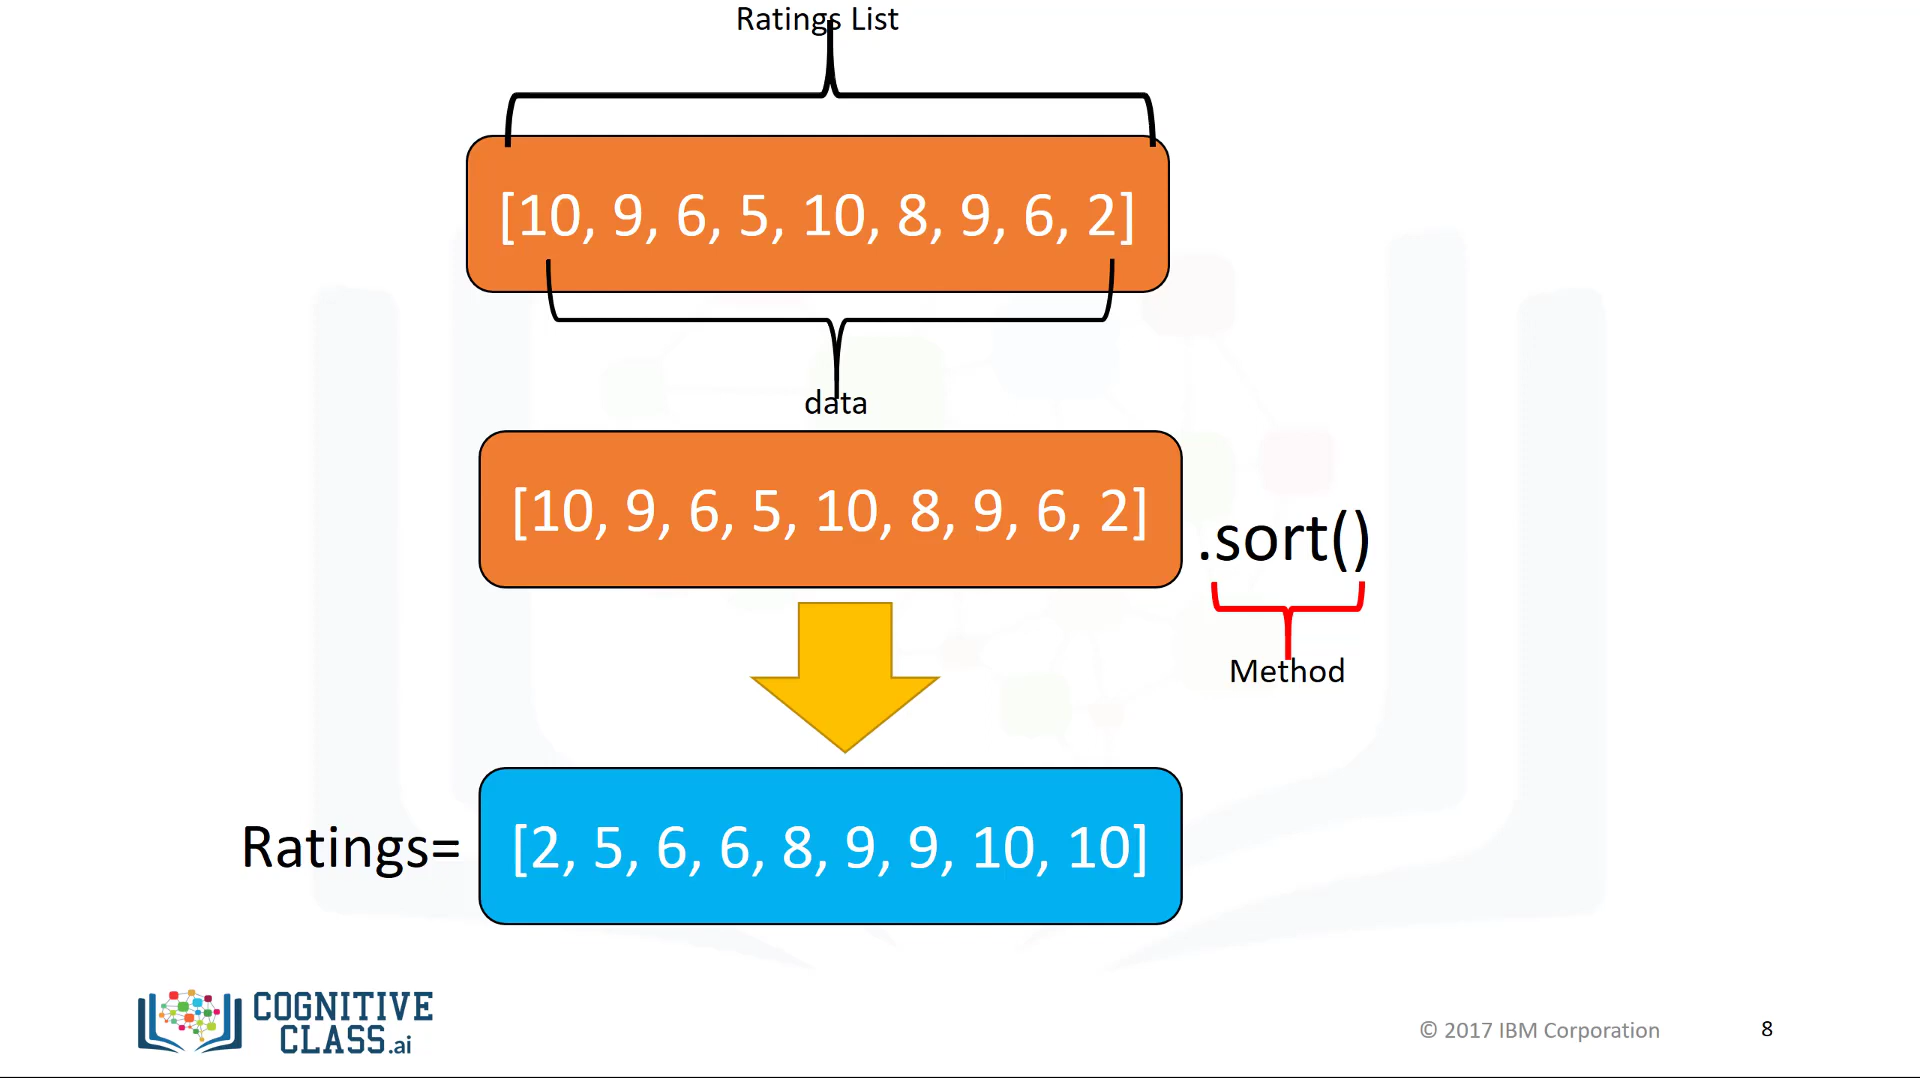 Ratings List
[10, 9, 6, 5, 10, 8, 9, 6, 2]
data
[10, 9, 6, 5, 10, 8, 9, 6, 2]
.sort()
Method
Ratings=
[2, 5, 6, 6, 8, 9, 9, 10, 10]
COGNITIVE
CLASS.ai
© 2017 IBM Corporation
8